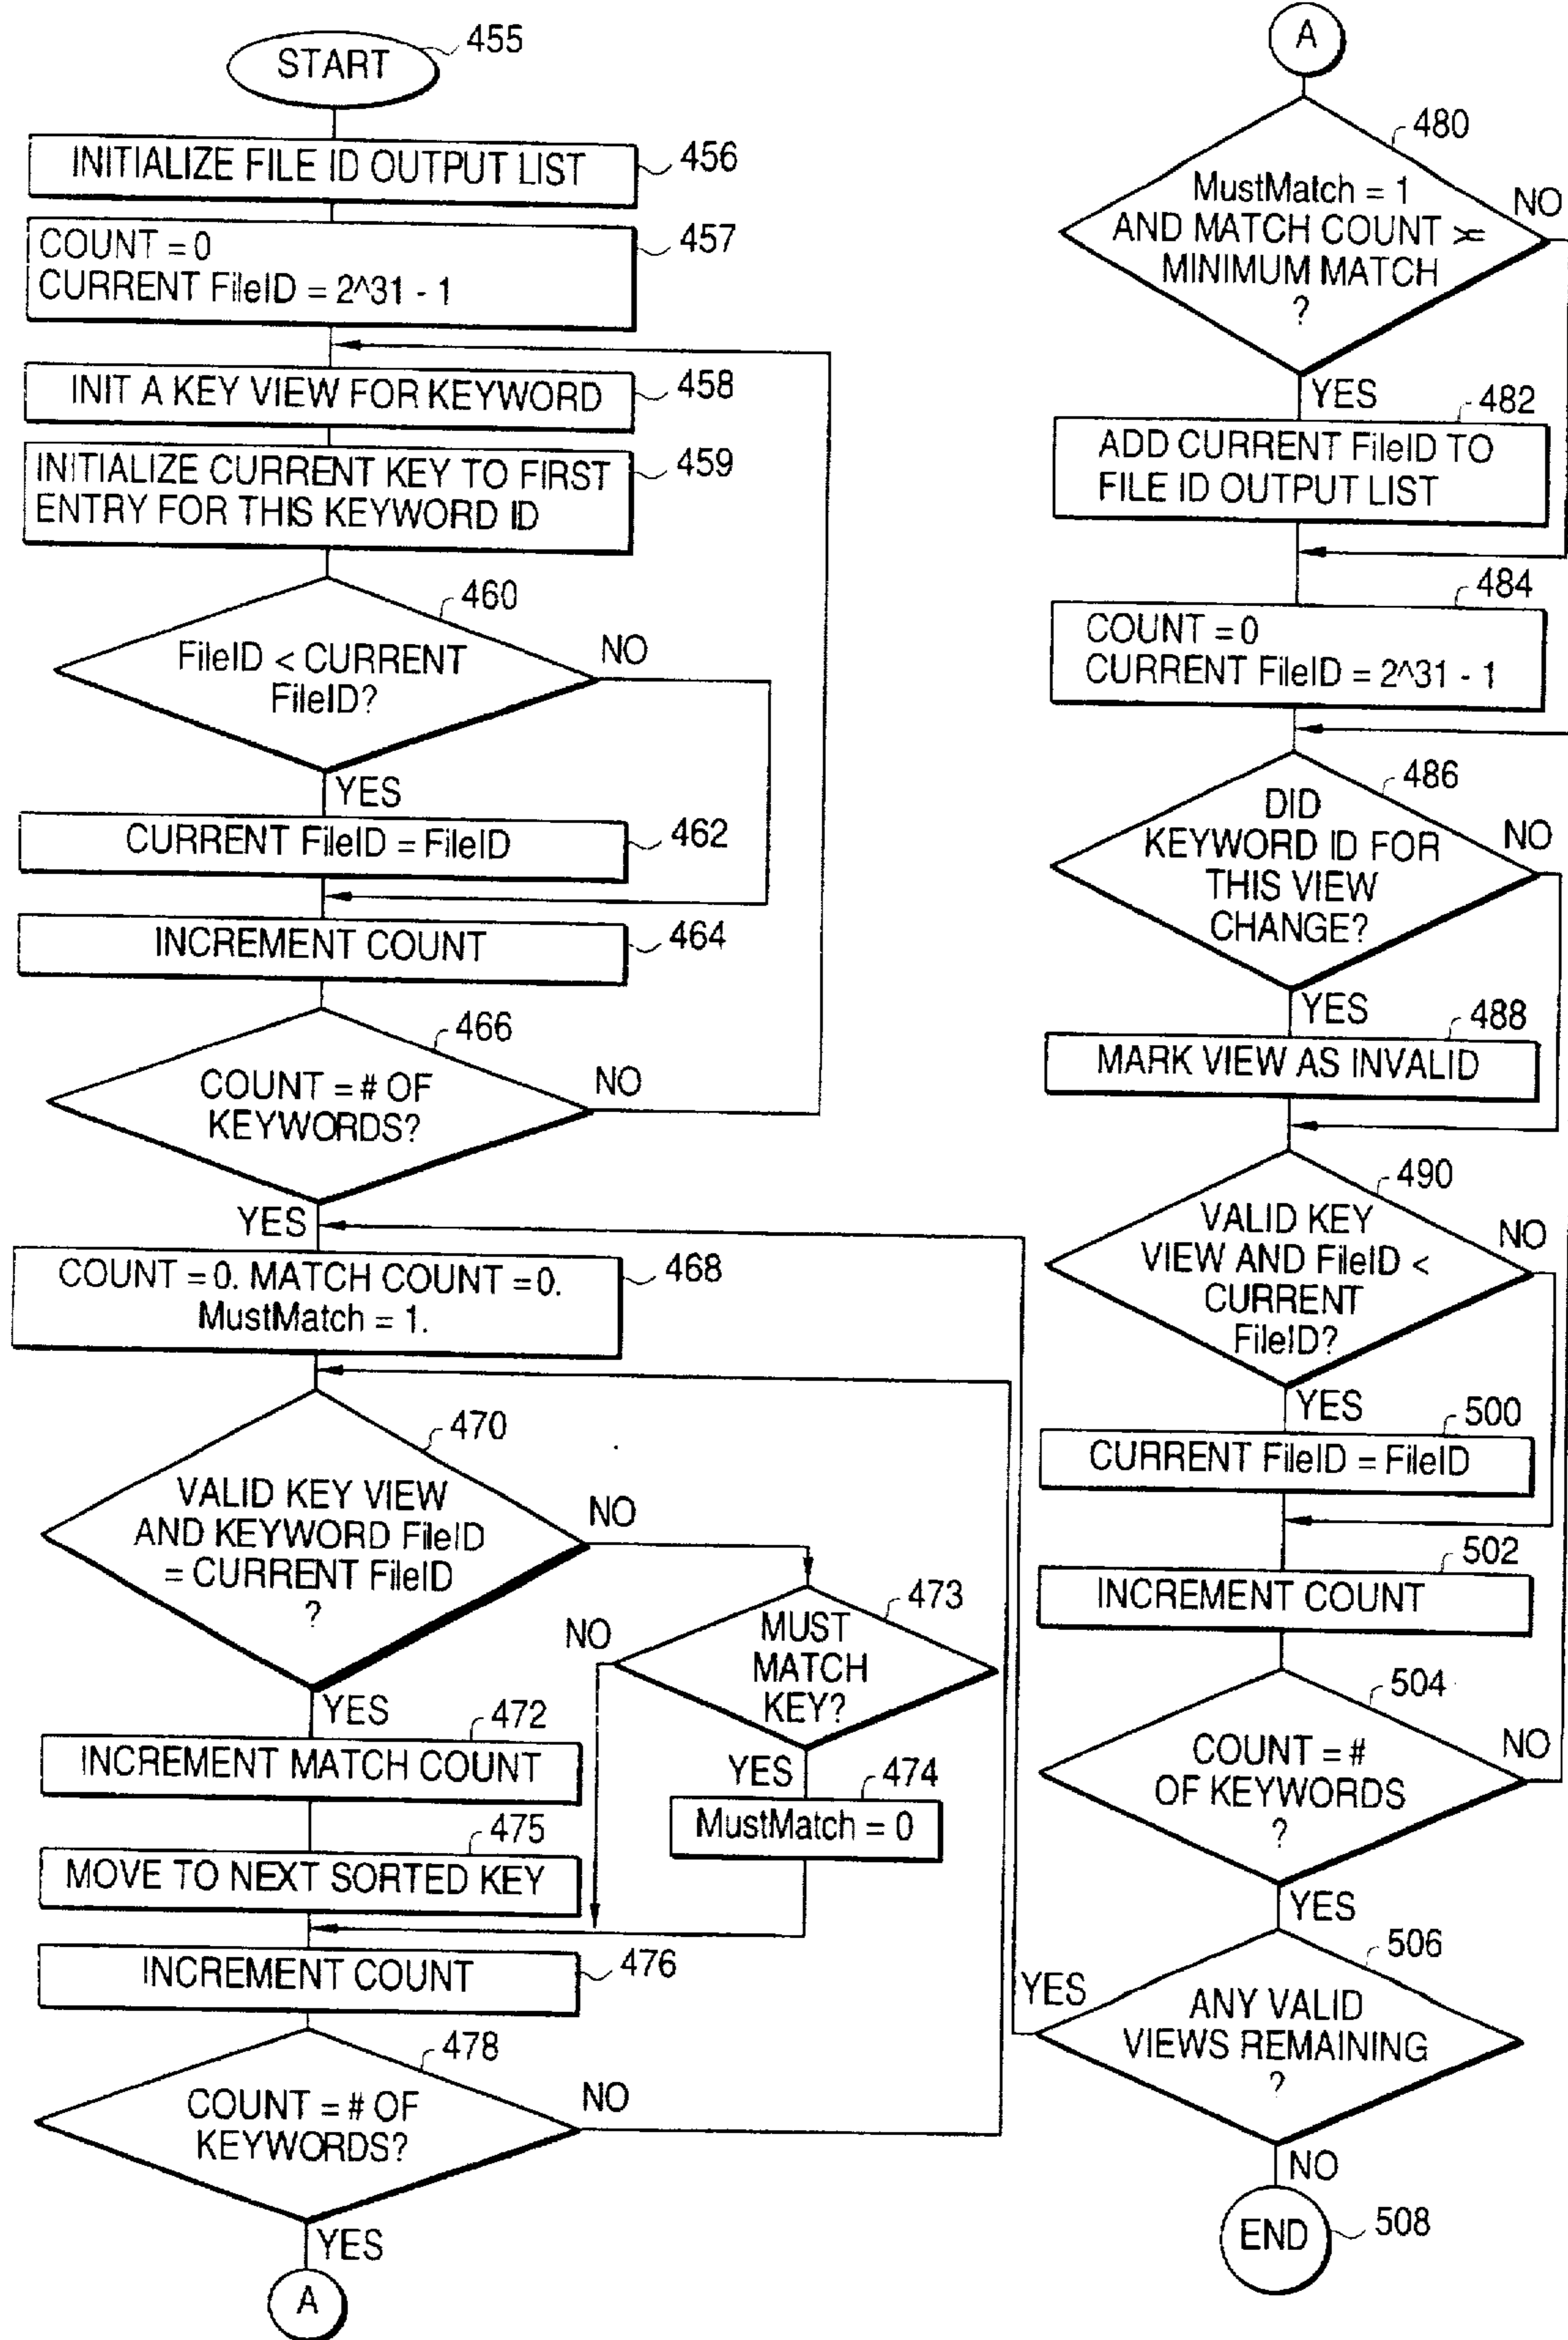 START
455
INITIALIZE FILE ID OUTPUT LIST
456
COUNT = 0
CURRENT FileID = 2^31 - 1
457
INIT A KEY VIEW FOR KEYWORD
458
INITIALIZE CURRENT KEY TO FIRST
ENTRY FOR THIS KEYWORD ID
459
460
FileID < CURRENT
FileID?
NO
YES
CURRENT FileID = FileID
462
INCREMENT COUNT
464
466
COUNT = # OF
KEYWORDS?
NO
YES
COUNT = 0. MATCH COUNT = 0.
MustMatch = 1.
468
470
VALID KEY VIEW
AND KEYWORD FileID
= CURRENT FileID
?
NO
473
MUST
MATCH
KEY?
NO
YES
474
MustMatch = 0
YES
472
INCREMENT MATCH COUNT
475
MOVE TO NEXT SORTED KEY
INCREMENT COUNT
476
478
COUNT = # OF
KEYWORDS?
NO
YES
A
A
480
MustMatch = 1
AND MATCH COUNT >=
MINIMUM MATCH
?
NO
YES
482
ADD CURRENT FileID TO
FILE ID OUTPUT LIST
484
COUNT = 0
CURRENT FileID = 2^31 - 1
486
DID
KEYWORD ID FOR
THIS VIEW
CHANGE?
NO
YES
488
MARK VIEW AS INVALID
490
VALID KEY
VIEW AND FileID <
CURRENT
FileID?
NO
YES
500
CURRENT FileID = FileID
502
INCREMENT COUNT
504
COUNT = #
OF KEYWORDS
?
NO
YES
506
ANY VALID
VIEWS REMAINING
?
YES
NO
END
508